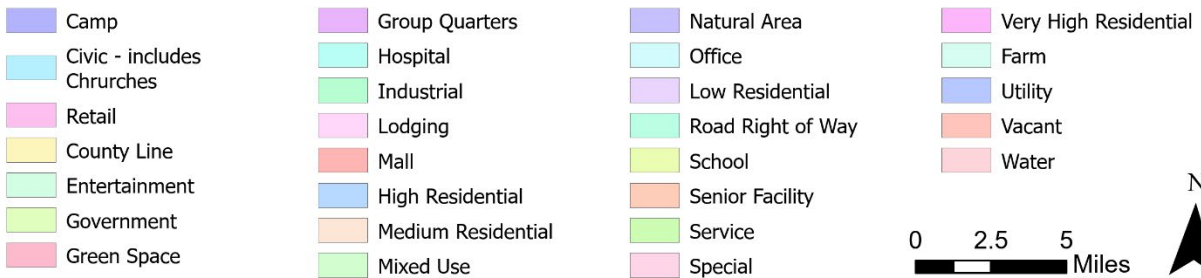 Camp
Civic - includes
Chrurches
Retail
County Line
Entertainment
Government
Green Space
Group Quarters
Hospital
Industrial
Lodging
Mall
High Residential
Medium Residential
Mixed Use
Natural Area
Office
Low Residential
Road Right of Way
School
Senior Facility
Service
Special
Very High Residential
Farm
Utility
Vacant
Water
N
0 2.5 5
Miles